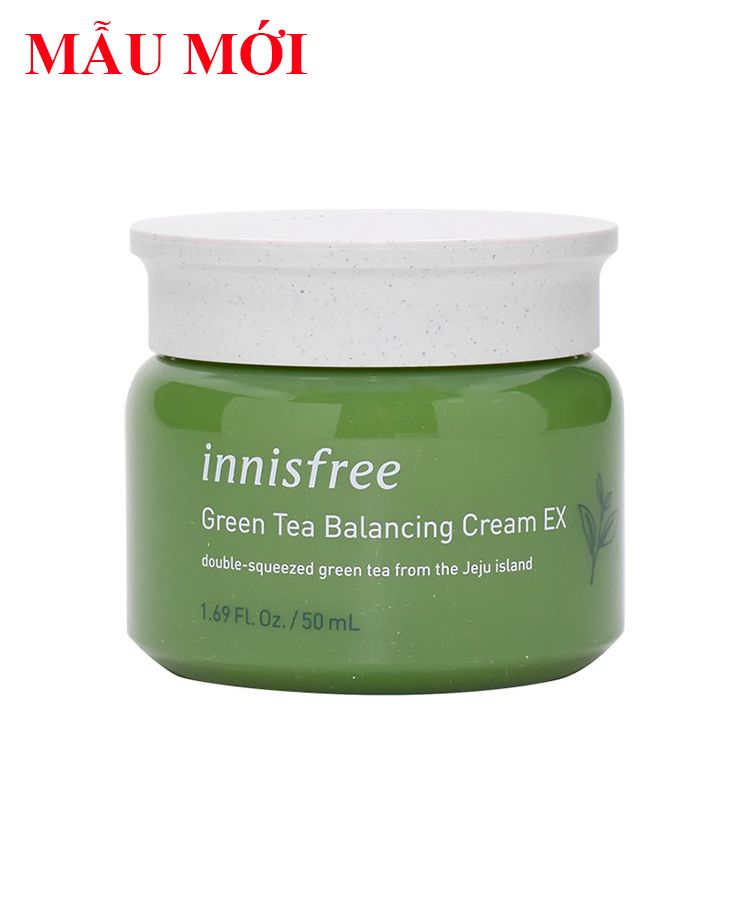 MẪU MỚI
innisfree
Green Tea Balancing Cream EX
double-squeezed green tea from the Jeju island
1.69 Fl. Oz. / 50 mL